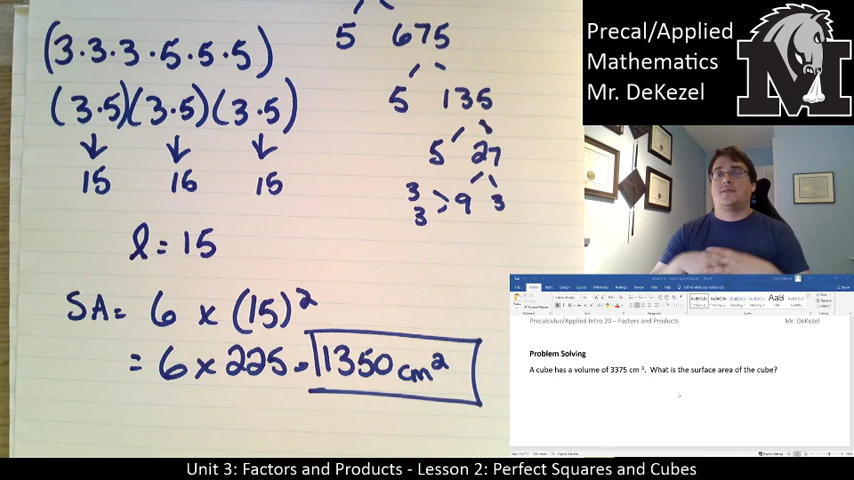 (3·3·3·5·5·5)
(3·5)(3·5)(3·5)
15 16 15
l = 15
SA = 6 x (15)²
= 6 x 225 = 1350 cm²
5 675
5 135
5 27
3 9 3
3
Precal/Applied
Mathematics
Mr. DeKezel
M
Precalculus/Applied Intro 20 – Factors and Products Mr. DeKezel
Problem Solving
A cube has a volume of 3375 cm ³. What is the surface area of the cube?
Unit 3: Factors and Products - Lesson 2: Perfect Squares and Cubes